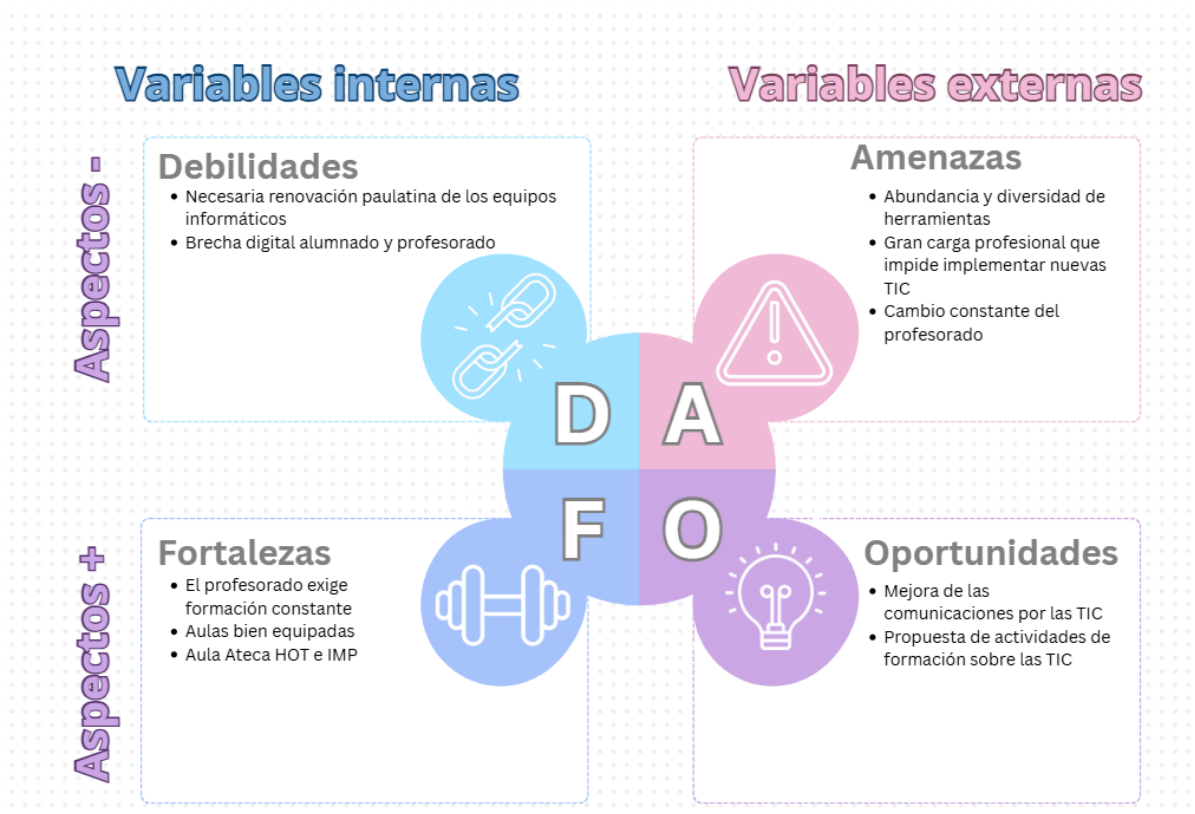 Variables internas
Variables externas
Aspectos -
Debilidades
• Necesaria renovación paulatina de los equipos
informáticos
• Brecha digital alumnado y profesorado
Amenazas
• Abundancia y diversidad de
herramientas
• Gran carga profesional que
impide implementar nuevas
TIC
• Cambio constante del
profesorado
D A
F O
Aspectos +
Fortalezas
• El profesorado exige
formación constante
• Aulas bien equipadas
• Aula Ateca HOT e IMP
Oportunidades
• Mejora de las
comunicaciones por las TIC
• Propuesta de actividades de
formación sobre las TIC